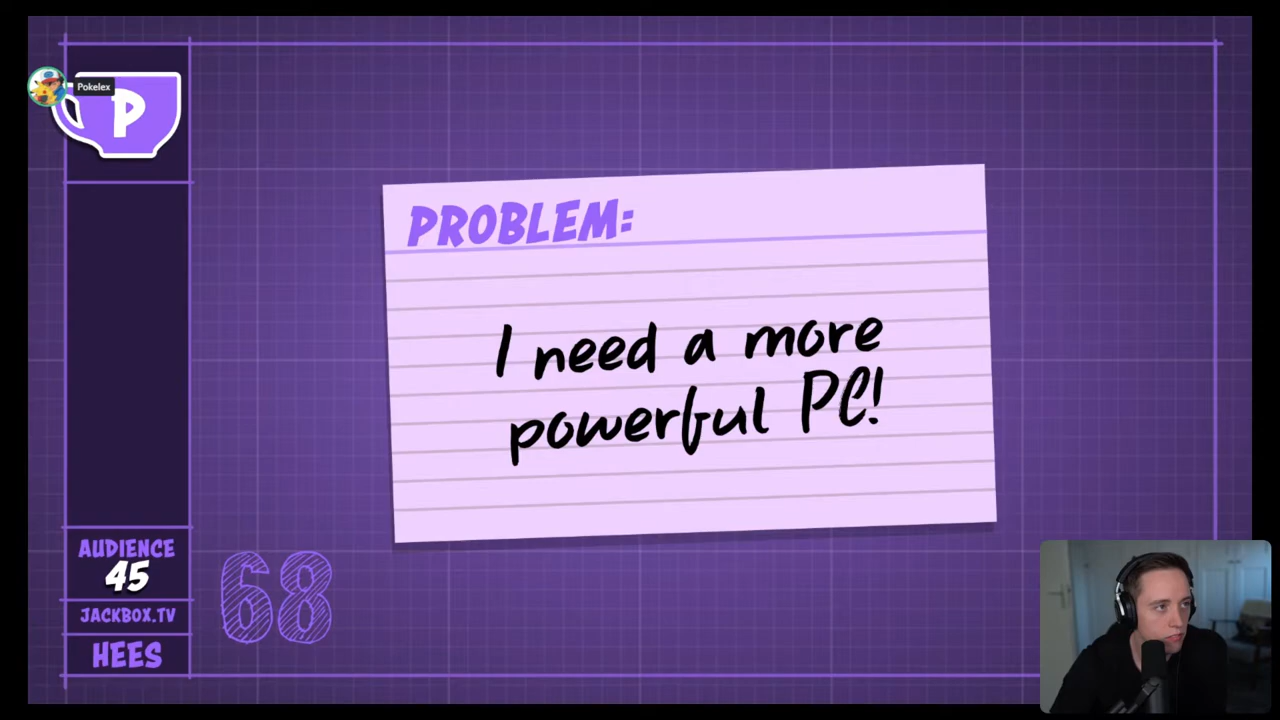 Pokelex
P
PROBLEM:
I need a more
powerful PC!
AUDIENCE
45
JACKBOX.TV
HEES
68